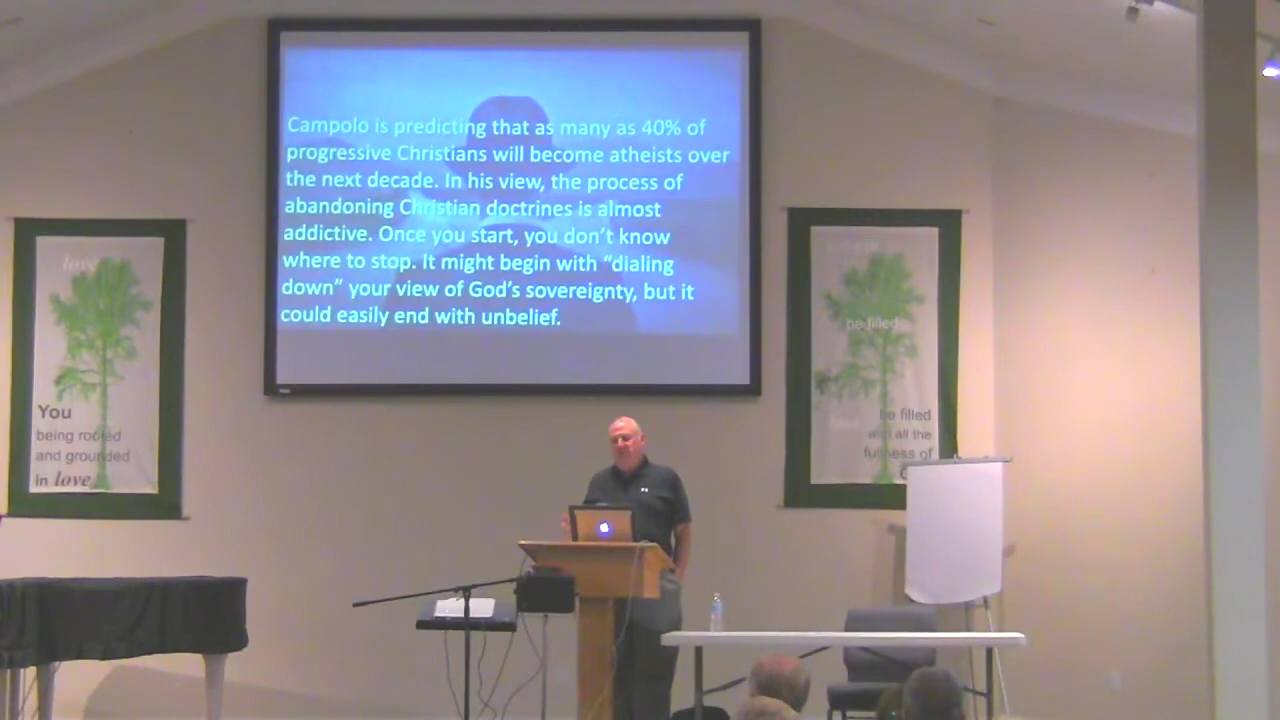 Campolo is predicting that as many as 40% of
progressive Christians will become atheists over
the next decade. In his view, the process of
abandoning Christian doctrines is almost
addictive. Once you start, you don't know
where to stop. It might begin with “dialing
down” your view of God's sovereignty, but it
could easily end with unbelief.
love
You
being rooted
and grounded
in love
be filled
be filled
with all the
fullness of